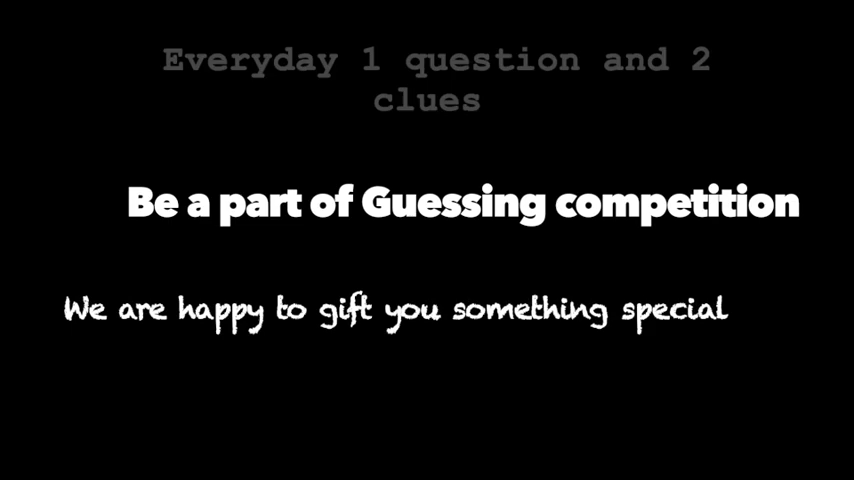 Everyday 1 question and 2
clues
Be a part of Guessing competition
We are happy to gift you something special